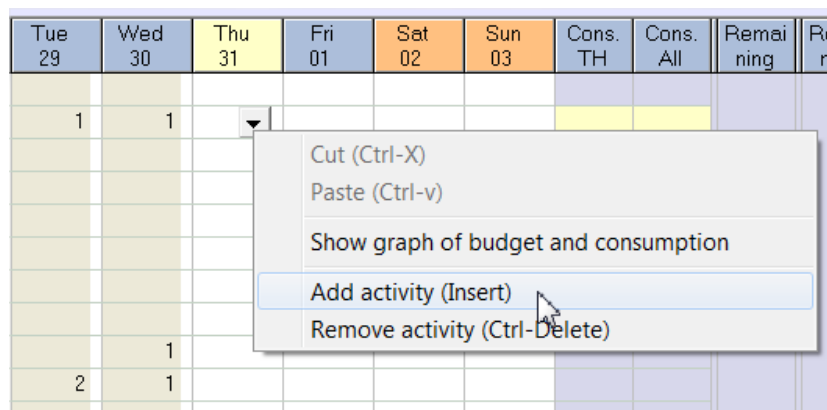 Tue Wed Thu Fri Sat Sun Cons. Cons. Remai
29 30 31 01 02 03 TH All ning
1 1
Cut (Ctrl-X)
Paste (Ctrl-v)
Show graph of budget and consumption
Add activity (Insert)
Remove activity (Ctrl-Delete)
1
2 1